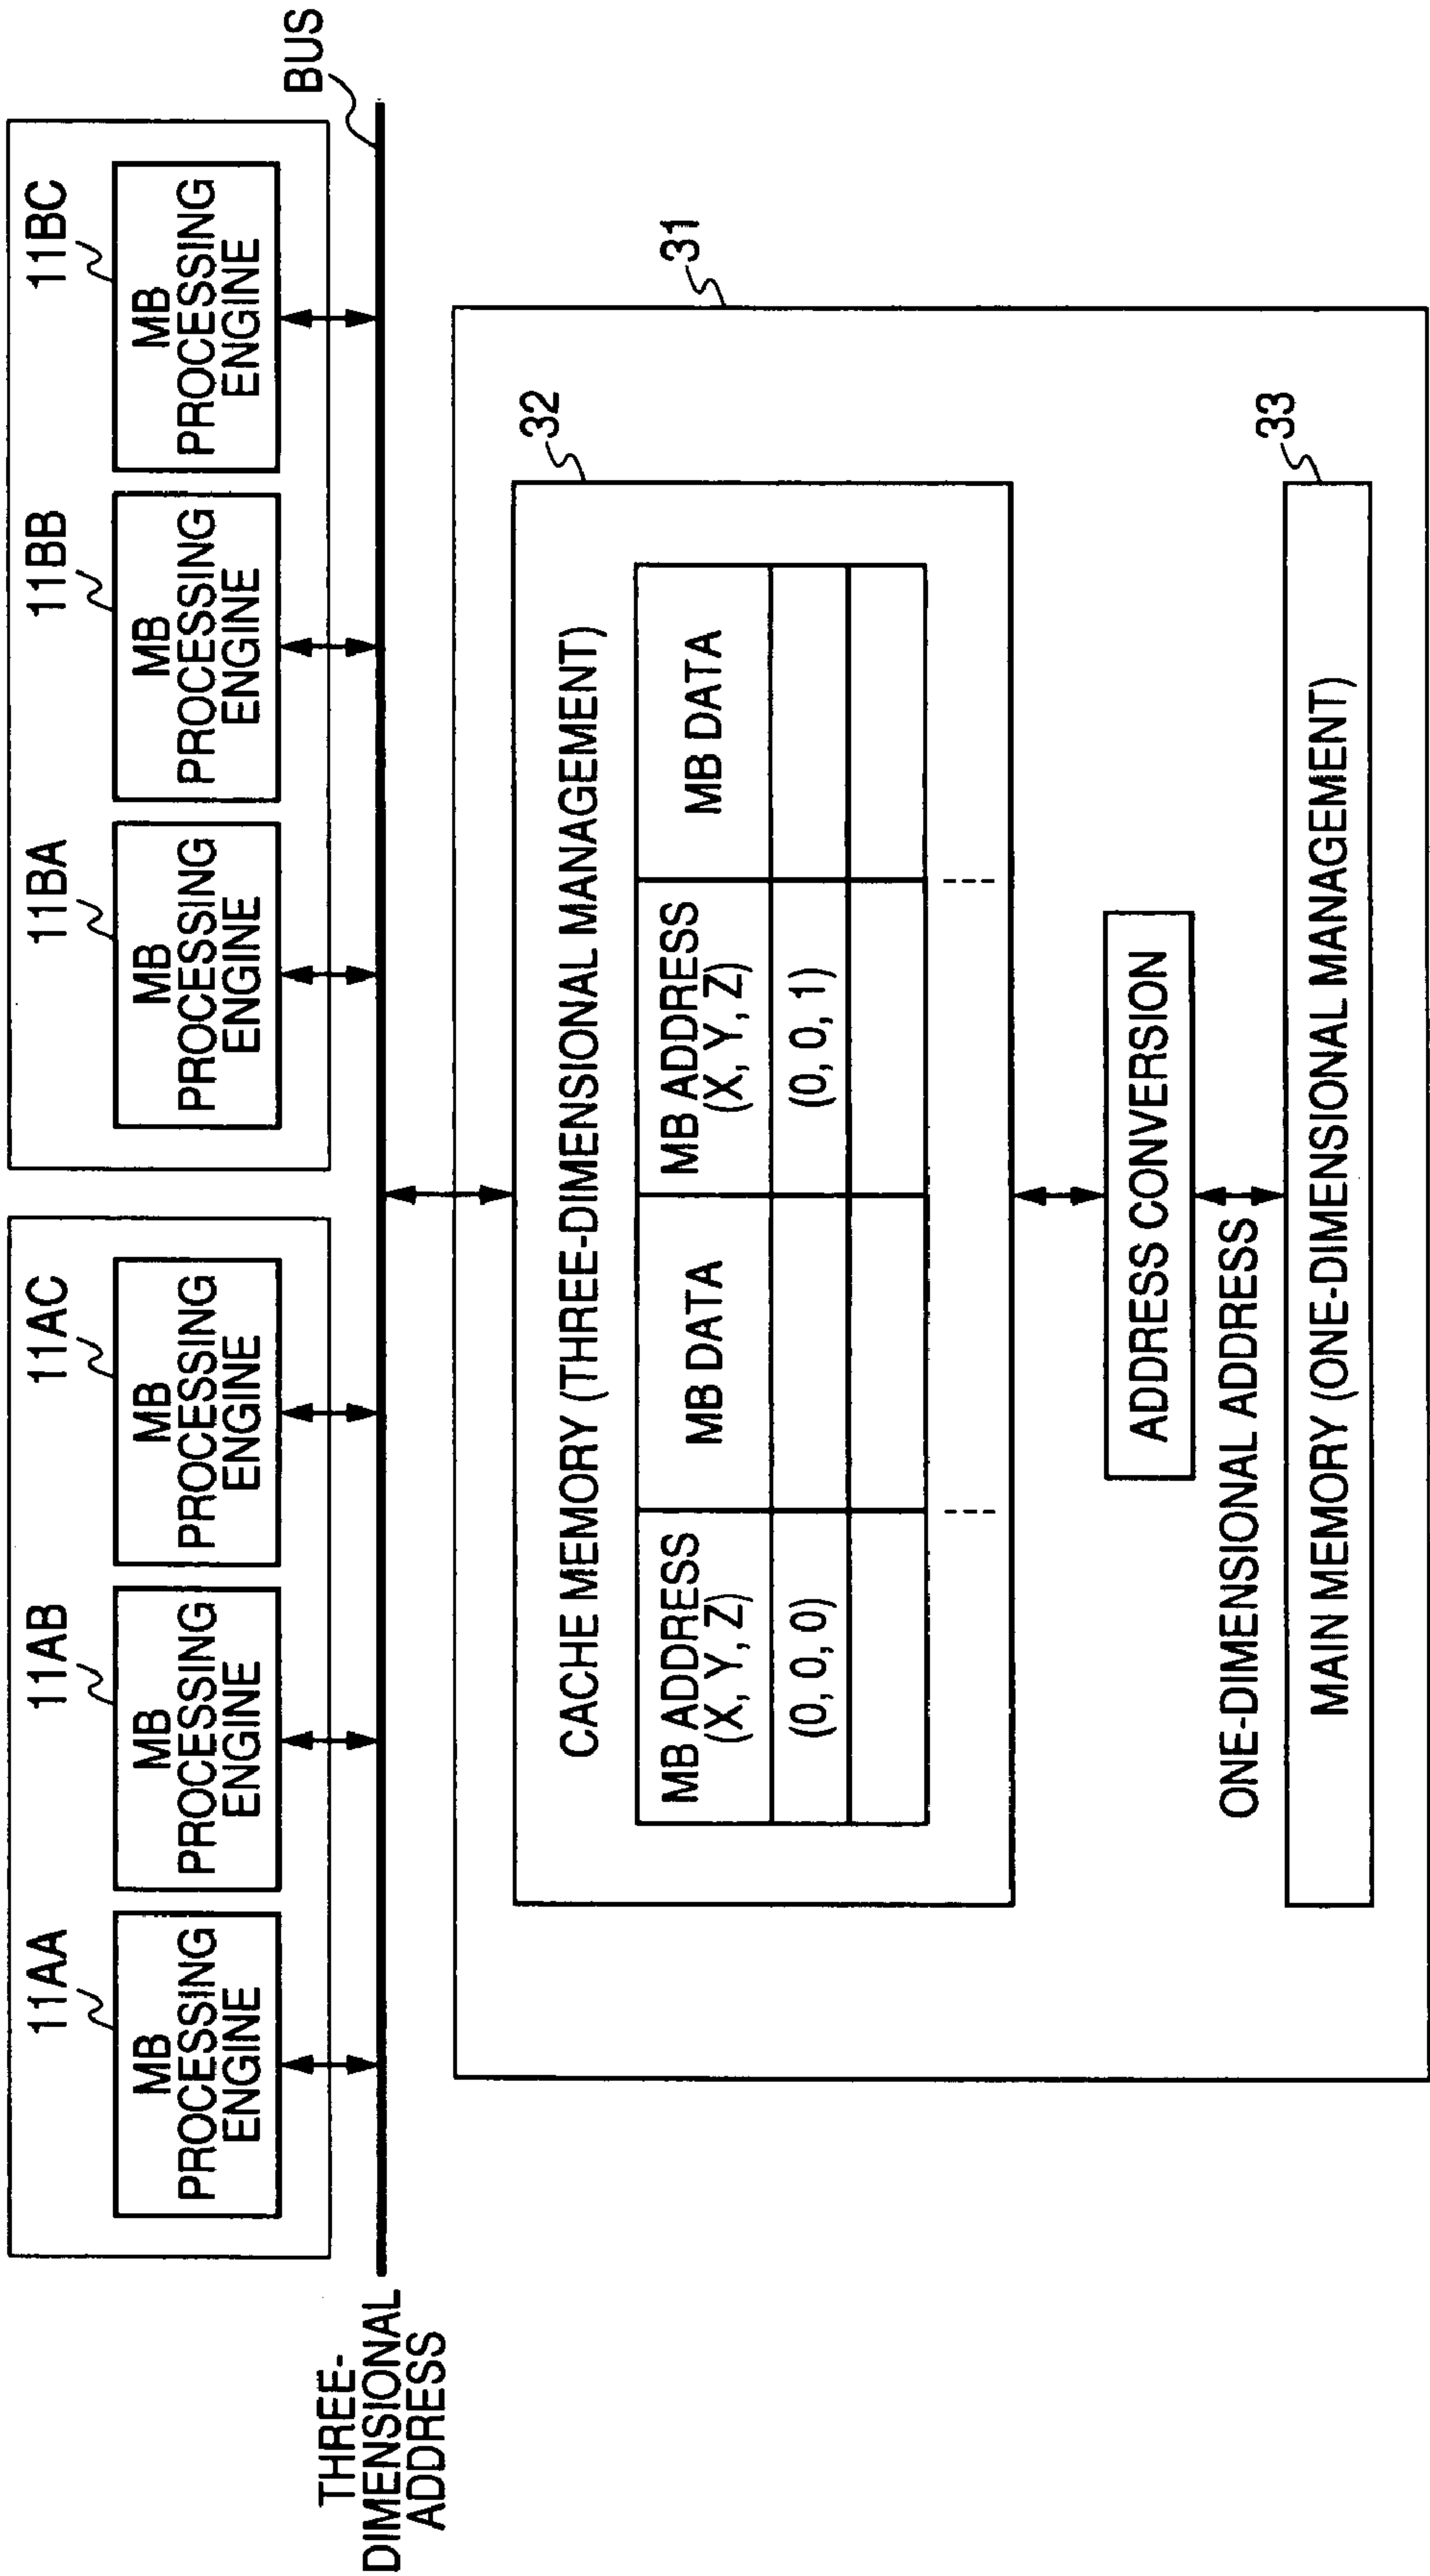 11AA
11AB
11AC
11BA
11BB
11BC
MB
PROCESSING
ENGINE
MB
PROCESSING
ENGINE
MB
PROCESSING
ENGINE
MB
PROCESSING
ENGINE
MB
PROCESSING
ENGINE
MB
PROCESSING
ENGINE
BUS
THREE-
DIMENSIONAL
ADDRESS
31
32
CACHE MEMORY (THREE-DIMENSIONAL MANAGEMENT)
MB ADDRESS
(X, Y, Z)
MB DATA
MB ADDRESS
(X, Y, Z)
MB DATA
(0, 0, 0)
(0, 0, 1)
ADDRESS CONVERSION
ONE-DIMENSIONAL ADDRESS
33
MAIN MEMORY (ONE-DIMENSIONAL MANAGEMENT)